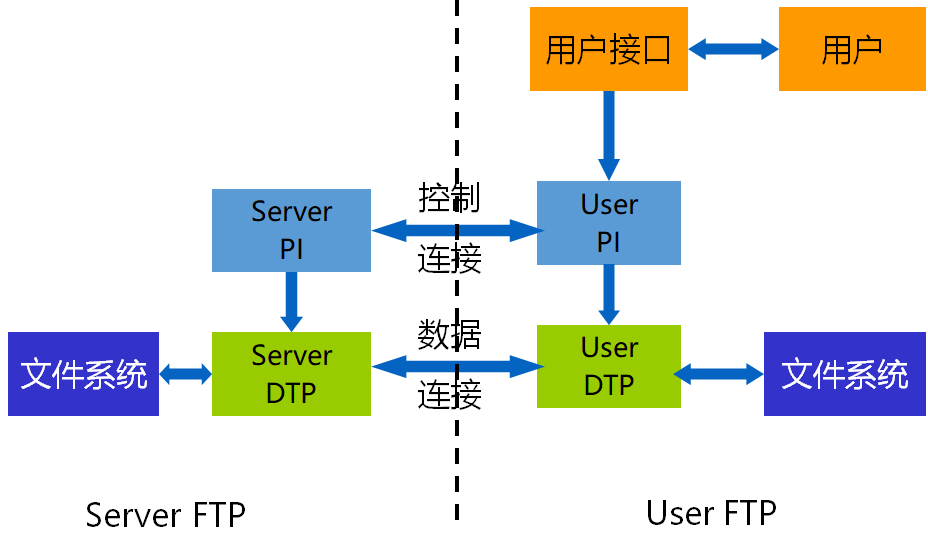 用户接口
用户
控制
Server
PI
User
PI
连接
数据
文件系统
Server
DTP
User
DTP
文件系统
连接
Server FTP
User FTP